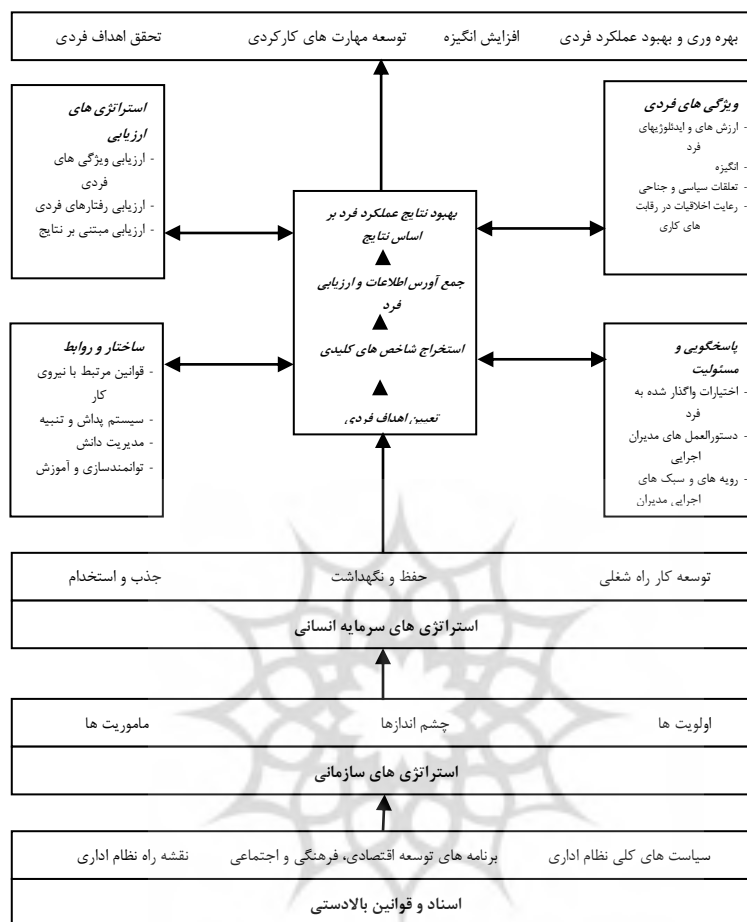 بهره وری و بهبود عملکرد فردی افزایش انگیزه توسعه مهارت های کارکردی تحقق اهداف فردی
ویژگی های فردی
- ارزش های و ایدئلوژیهای
فرد
- انگیزه
- تعلقات سیاسی و جناحی
- رعایت اخلاقیات در رقابت
های کاری
استراتژی های
ارزیابی
- ارزیابی ویژگی های
فردی
- ارزیابی رفتارهای فردی
- ارزیابی مبتنی بر نتایج
بهبود نتایج عملکرد فرد بر
اساس نتایج
جمع آورس اطلاعات و ارزیابی
فرد
استخراج شاخص های کلیدی
تعیین اهداف فردی
پاسخگویی و
مسئولیت
- اختیارات واگذار شده به
فرد
- دستورالعمل های مدیران
اجرایی
- رویه های و سبک های
اجرایی مدیران
ساختار و روابط
- قوانین مرتبط با نیروی
کار
- سیستم پداش و تنبیه
- مدیریت دانش
- توانمندسازی و آموزش
توسعه کار راه شغلی حفظ و نگهداشت جذب و استخدام
استراتژی های سرمایه انسانی
اولویت ها چشم اندازها ماموریت ها
استراتژی های سازمانی
سیاست های کلی نظام اداری برنامه های توسعه اقتصادی، فرهنگی و اجتماعی نقشه راه نظام اداری
اسناد و قوانین بالادستی